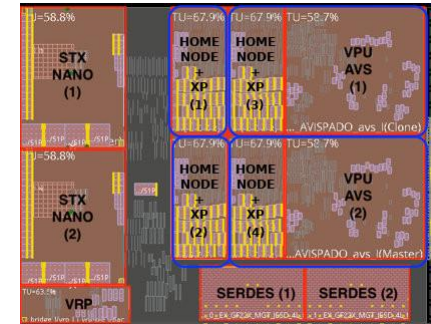 TU=58.8%
STX
NANO
(1)
TU=67.9%
HOME
NODE
+
XP
(1)
TU=67.9%
HOME
NODE
+
XP
(3)
TU=58.7%
VPU
AVS
(1)
... AVISPADO_avs_I(Clone)
TU=58.8%
STX
NANO
(2)
TU=67.9%
HOME
NODE
+
XP
(2)
TU=67.9%
HOME
NODE
+
XP
(4)
TU=58.7%
VPU
AVS
(2)
... AVISPADO_avs_I(Master)
VRP
SERDES (1)
SERDES (2)